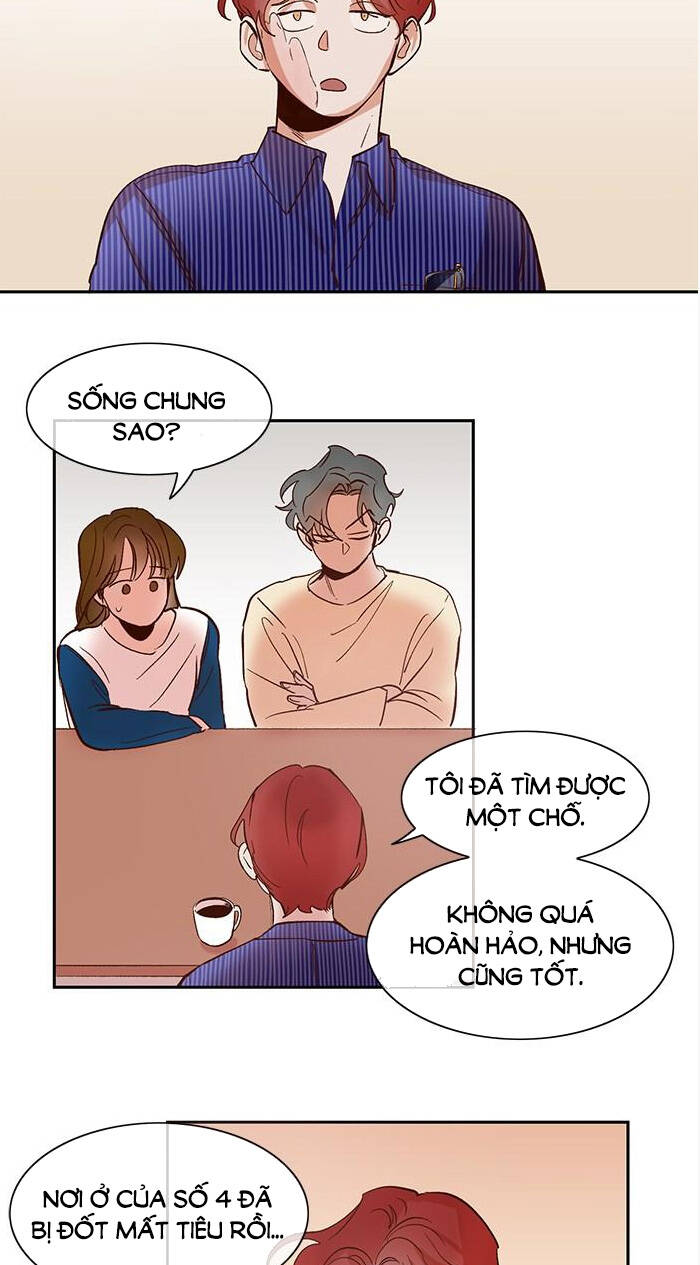 SỐNG CHUNG
SAO?
TÔI ĐÃ TÌM ĐƯỢC
MỘT CHỖ.
KHÔNG QUÁ
HOÀN HẢO, NHƯNG
CŨNG TỐT.
NƠI Ở CỦA SỐ 4 ĐÃ
BỊ ĐỐT MẤT TIÊU RỒI...